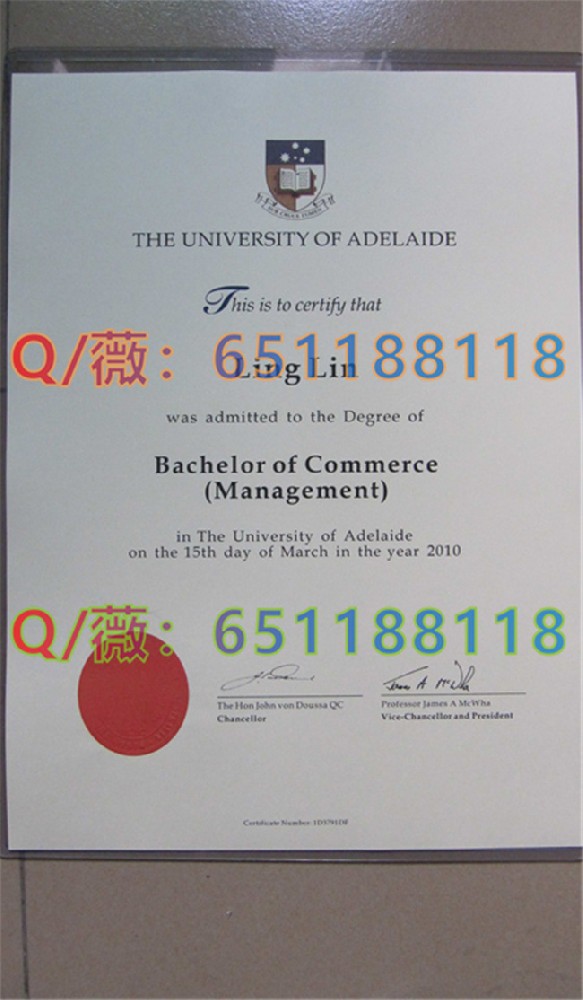 THE UNIVERSITY OF ADELAIDE
This is to certify that
Q/薇：651188118
Ling Lin
was admitted to the Degree of
Bachelor of Commerce
(Management)
in The University of Adelaide
on the 15th day of March in the year 2010
Q/薇：651188118
The Hon John von Doussa QC
Chancellor
Professor James A McWha
Vice-Chancellor and President
Certificate Number: